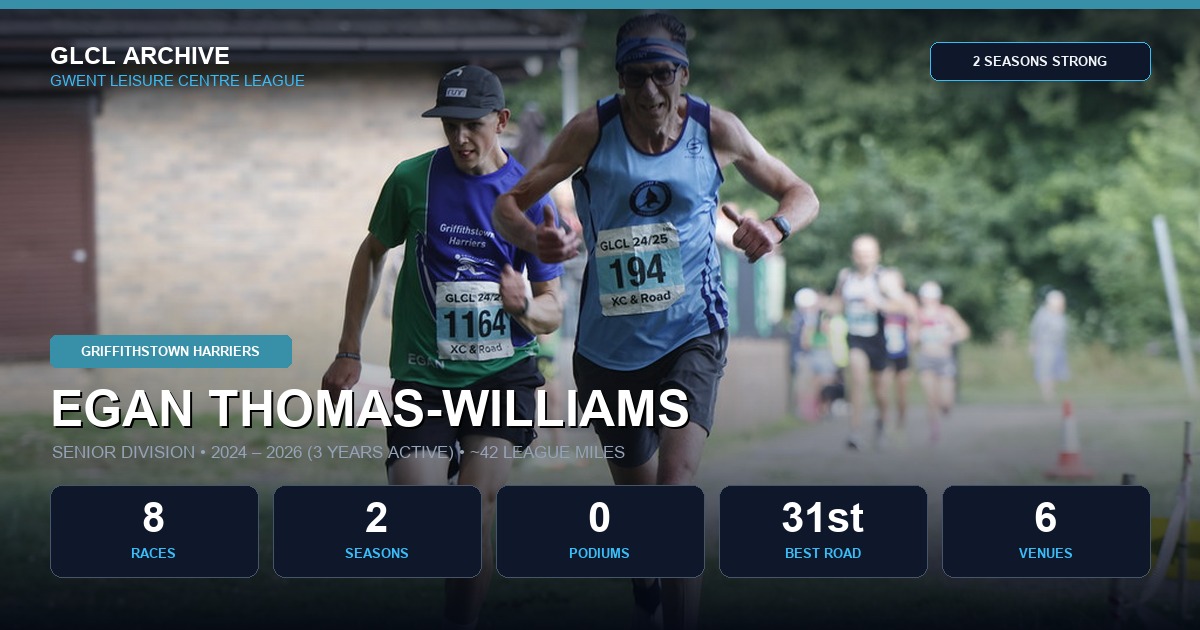 GLCL ARCHIVE
GWENT LEISURE CENTRE LEAGUE
2 SEASONS STRONG
Griffithstown
Harriers
GLCL 24/25
1164
XC & Road
EGAN
GLCL 24/25
194
XC & Road
GRIFFITHSTOWN HARRIERS
EGAN THOMAS-WILLIAMS
SENIOR DIVISION • 2024 – 2026 (3 YEARS ACTIVE) • ~42 LEAGUE MILES
8
RACES
2
SEASONS
0
PODIUMS
31st
BEST ROAD
6
VENUES